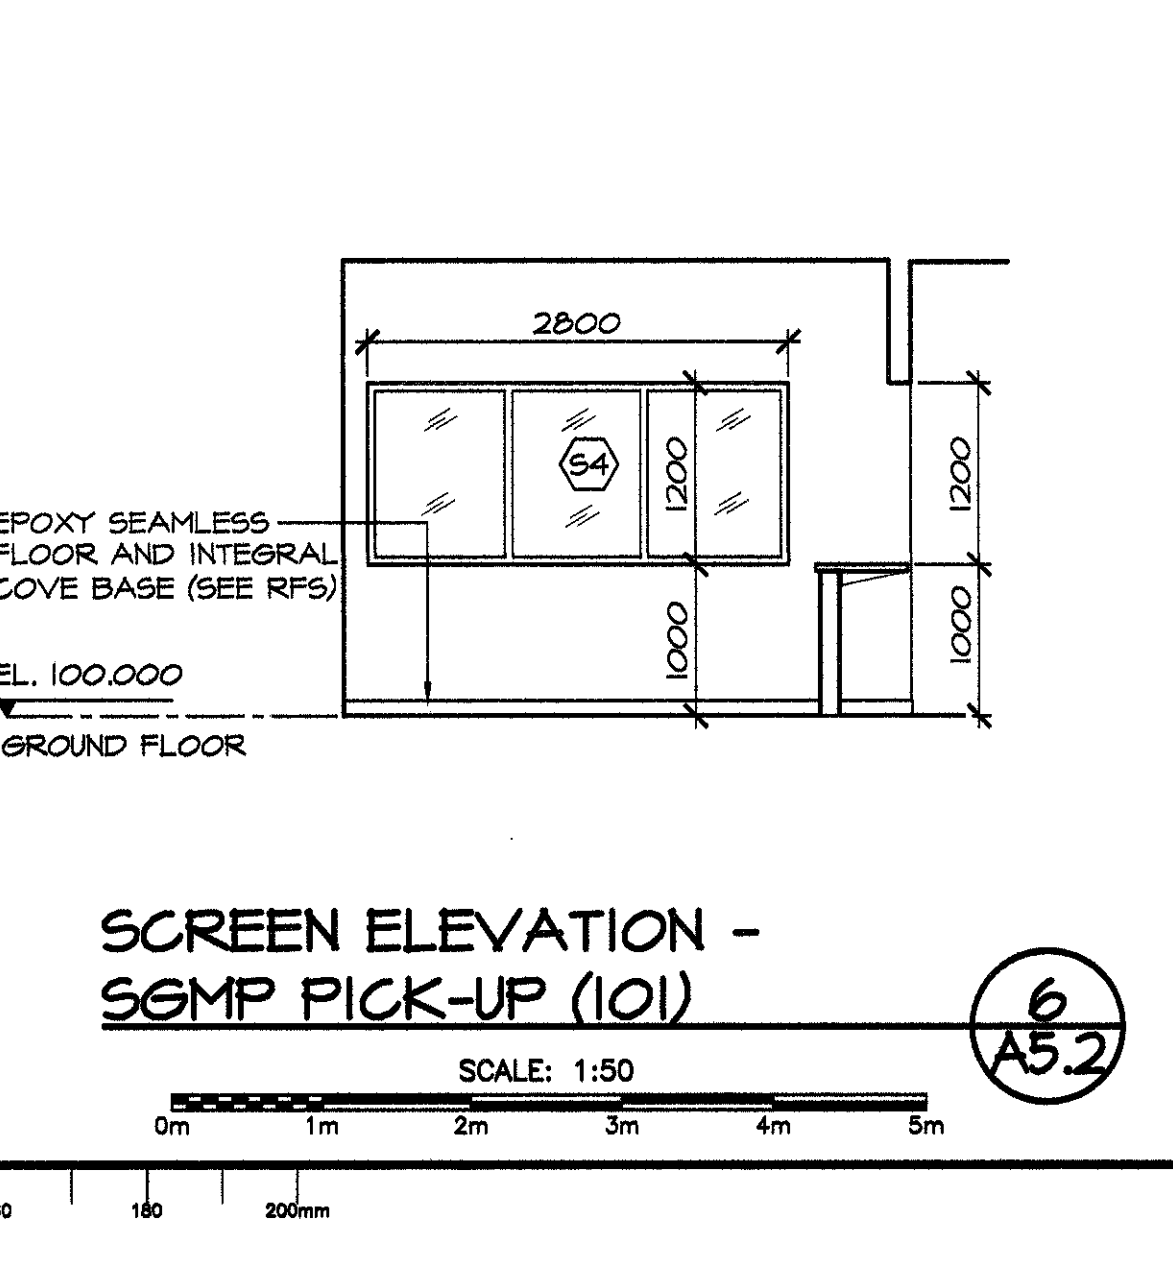 2800
S4
1200
1200
EPOXY SEAMLESS
FLOOR AND INTEGRAL
COVE BASE (SEE RFS)
1000
1000
EL. 100.000
GROUND FLOOR
SCREEN ELEVATION -
SGMP PICK-UP (101)
6
A5.2
SCALE: 1:50
0m 1m 2m 3m 4m 5m
180 200mm